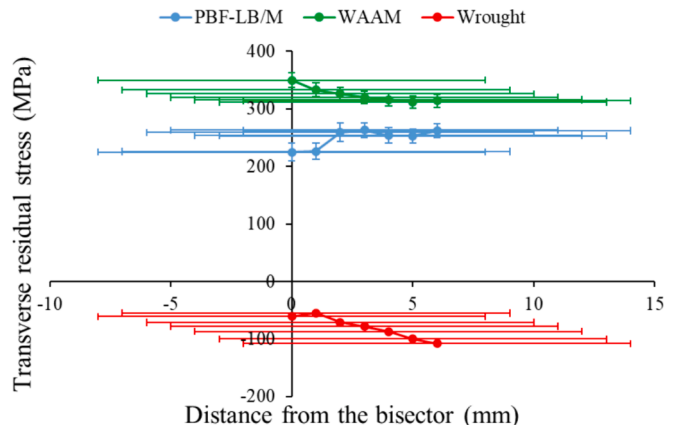 PBF-LB/M WAAM Wrought
Transverse residual stress (MPa)
400
300
200
100
0
-100
-200
-10 -5 0 5 10 15
Distance from the bisector (mm)